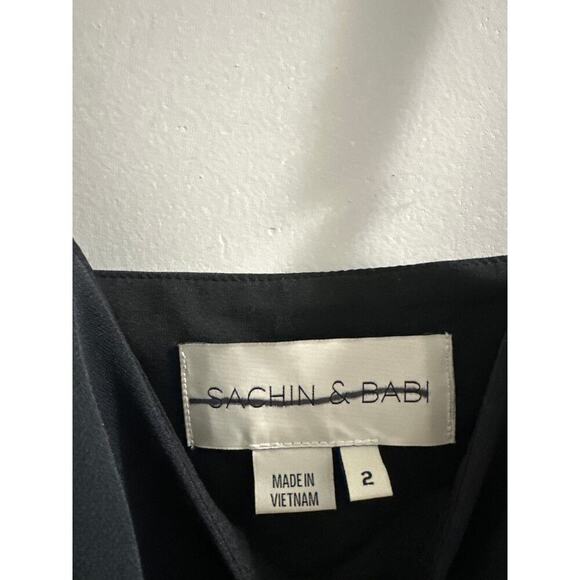 SACHIN & BABI
MADE IN
VIETNAM
2